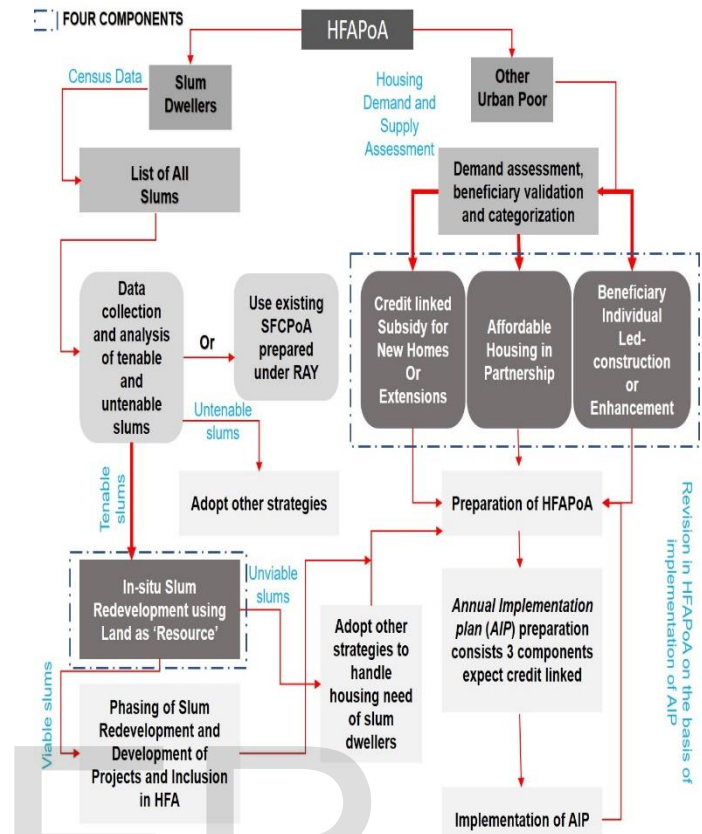 FOUR COMPONENTS
HFAPoA
Census Data
Slum
Dwellers
Housing
Demand and
Supply
Assessment
Other
Urban Poor
List of All
Slums
Demand assessment,
beneficiary validation
and categorization
Data
collection
and analysis
of tenable
and
untenable
slums
Or
Use existing
SFCPoA
prepared
under RAY
Credit linked
Subsidy for
New Homes
Or
Extensions
Affordable
Housing in
Partnership
Beneficiary
Individual
Led-
construction
or
Enhancement
Untenable
slums
Tenable
slums
Adopt other strategies
Preparation of HFAPoA
In-situ Slum
Redevelopment using
Land as ‘Resource’
Unviable
slums
Adopt other
strategies to
handle
housing need
of slum
dwellers
Annual Implementation
plan (AIP) preparation
consists 3 components
expect credit linked
Revision in HFAPoA on the basis of
implementation of AIP
Viable slums
Phasing of Slum
Redevelopment and
Development of
Projects and Inclusion
in HFA
Implementation of AIP